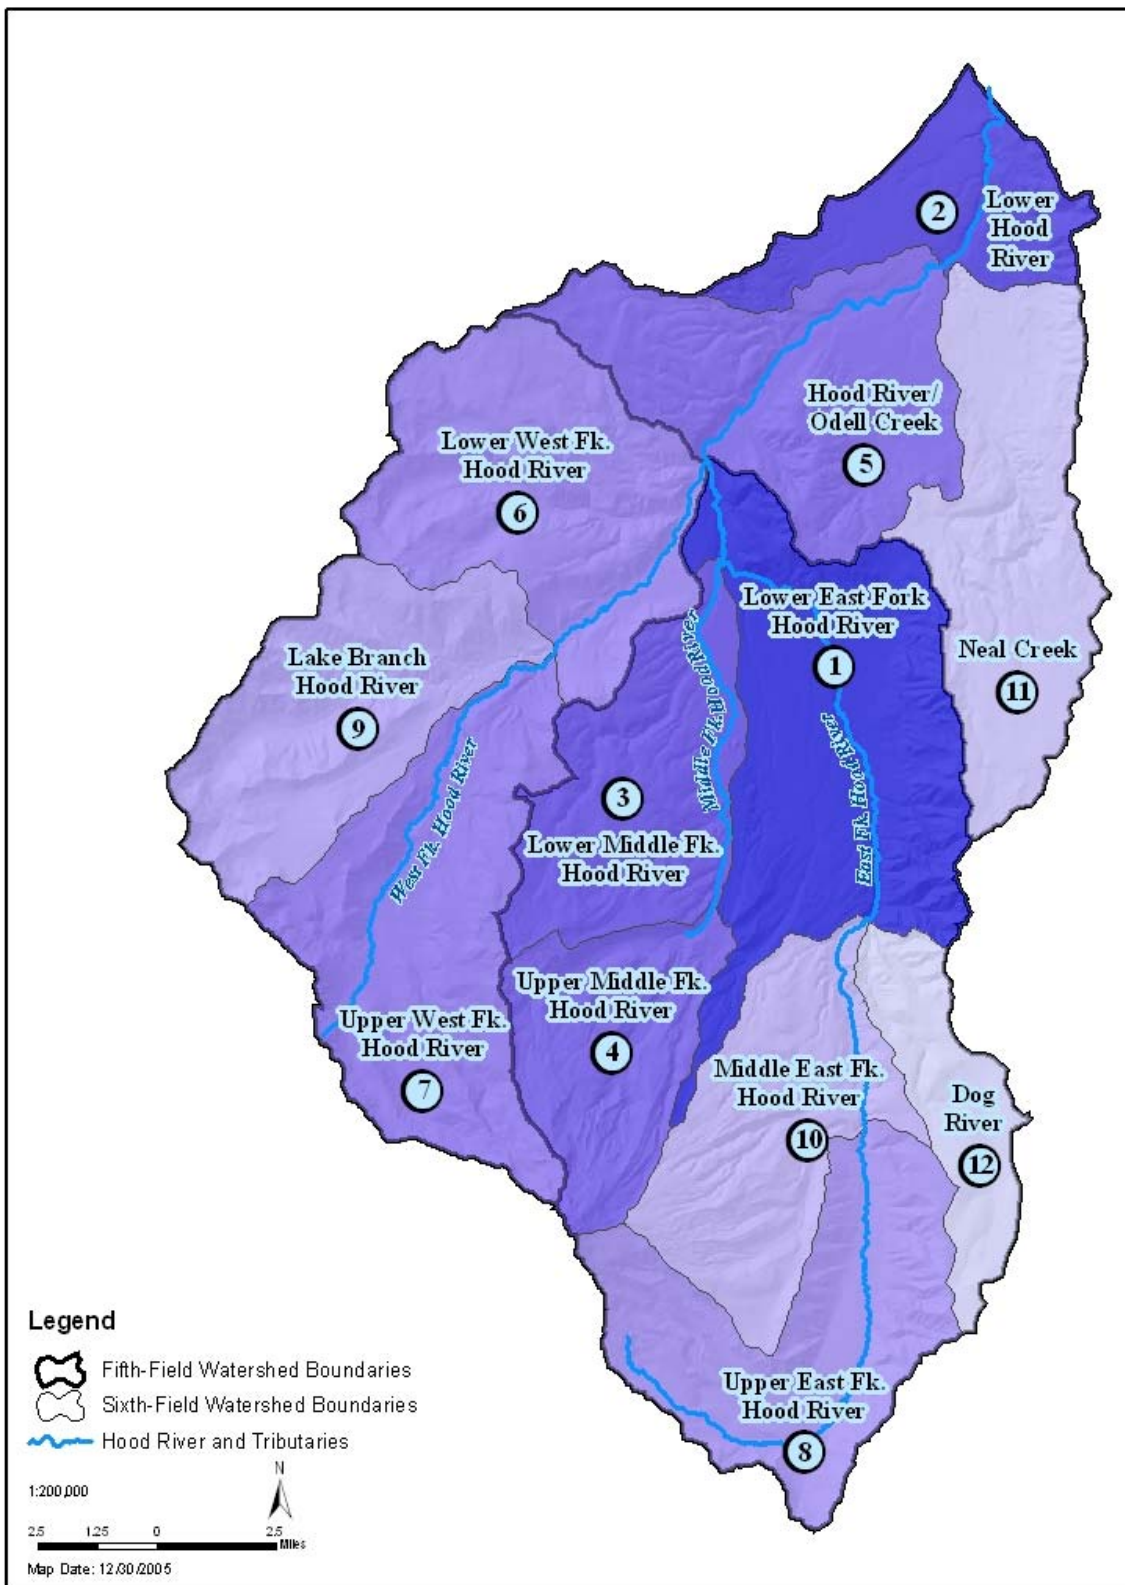 2
Lower
Hood
River
Hood River/
Odell Creek
5
Lower West Fk.
Hood River
6
Lower East Fork
Hood River
1
Middle Fk. Hood River
Neal Creek
11
Lake Branch
Hood River
9
West Fk. Hood River
East Fk. Hood River
3
Lower Middle Fk.
Hood River
Upper Middle Fk.
Hood River
4
Upper West Fk.
Hood River
7
Middle East Fk.
Hood River
10
Dog
River
12
Upper East Fk.
Hood River
8
Legend
Fifth-Field Watershed Boundaries
Sixth-Field Watershed Boundaries
Hood River and Tributaries
N
1:200,000
2.5 1.25 0 2.5
Miles
Map Date: 12/30/2005